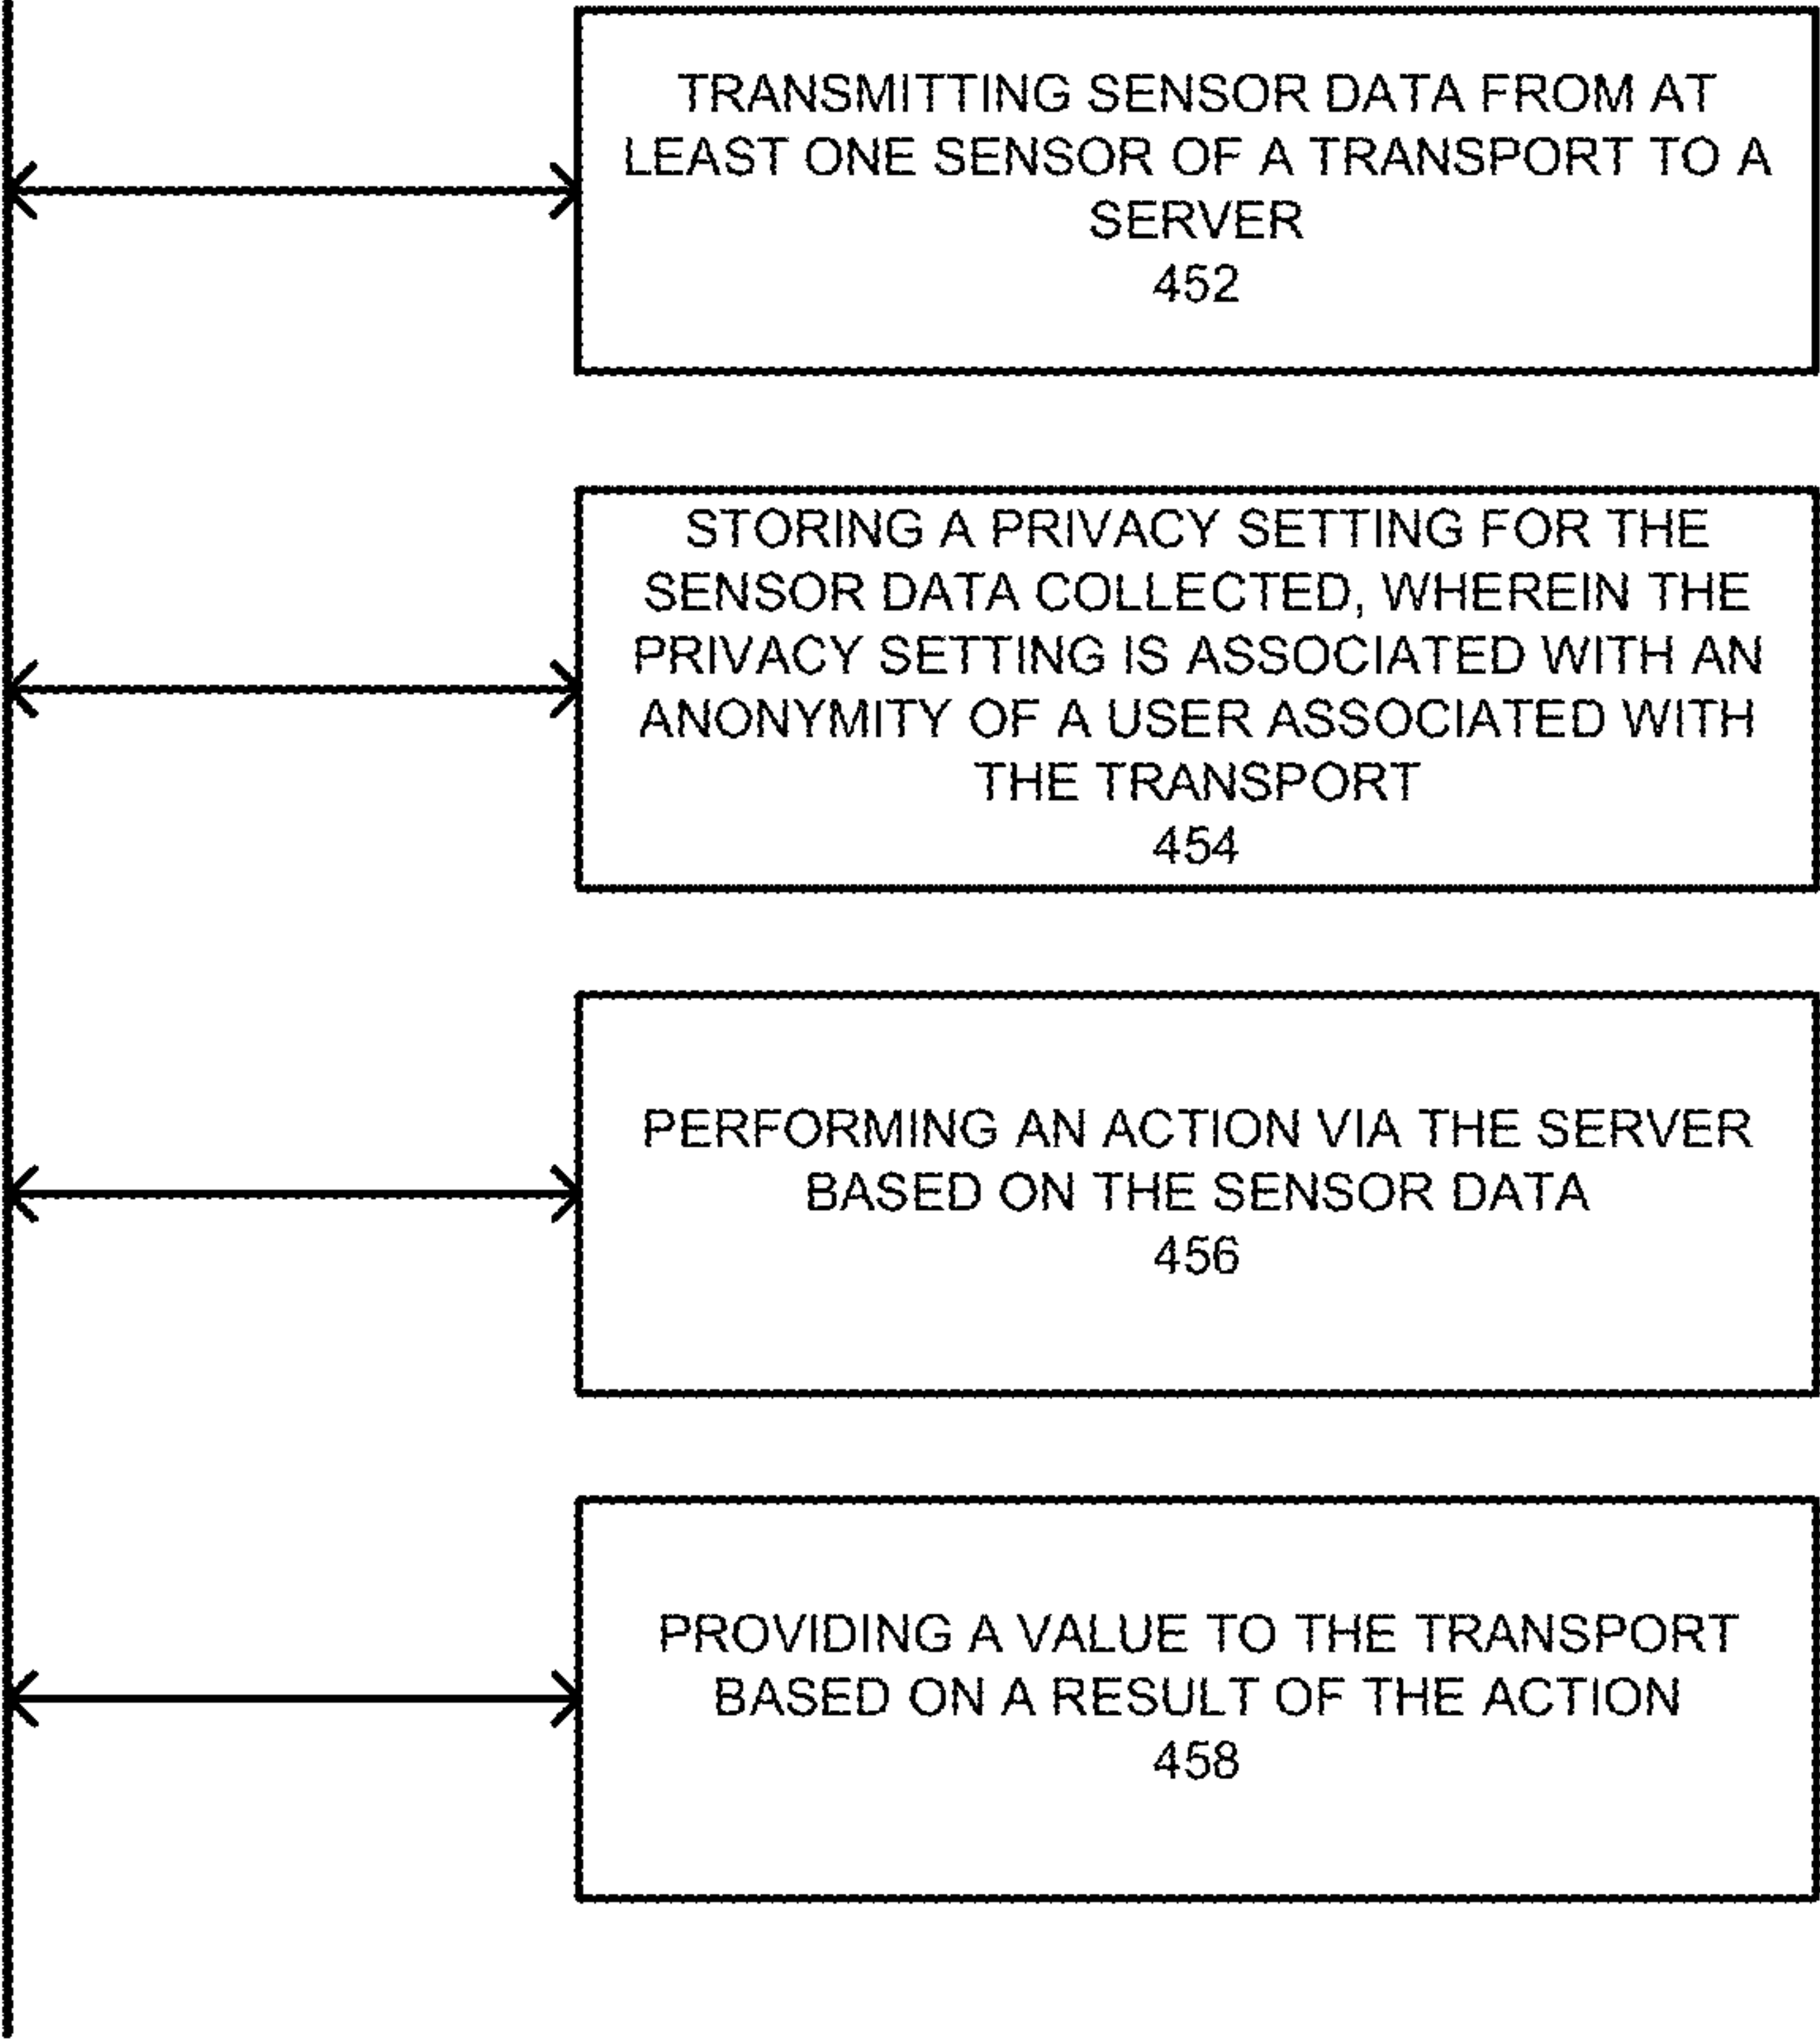 TRANSMITTING SENSOR DATA FROM AT
LEAST ONE SENSOR OF A TRANSPORT TO A
SERVER
452
STORING A PRIVACY SETTING FOR THE
SENSOR DATA COLLECTED, WHEREIN THE
PRIVACY SETTING IS ASSOCIATED WITH AN
ANONYMITY OF A USER ASSOCIATED WITH
THE TRANSPORT
454
PERFORMING AN ACTION VIA THE SERVER
BASED ON THE SENSOR DATA
456
PROVIDING A VALUE TO THE TRANSPORT
BASED ON A RESULT OF THE ACTION
458